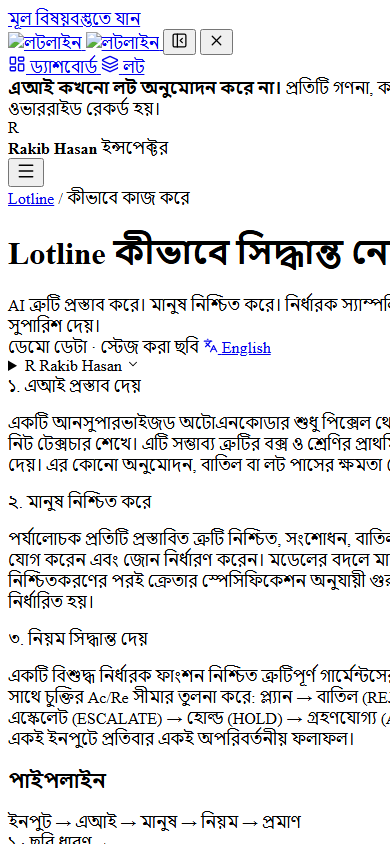 মূল বিষয়বস্তুতে যান
লটলাইন লটলাইন
ড্যাশবোর্ড লট
এআই কখনো লট অনুমোদন করে না। প্রতিটি গণনা,
ওভাররাইড রেকর্ড হয়।
R
Rakib Hasan ইন্সপেক্টর
Lotline / কীভাবে কাজ করে
Lotline কীভাবে সিদ্ধান্ত
AI ত্রুটি প্রস্তাব করে। মানুষ নিশ্চিত করে। নির্ধারক
সুপারিশ দেয়।
ডেমো ডেটা · স্টেজ করা ছবি English
R Rakib Hasan
১. এআই প্রস্তাব দেয়
একটি আনসুপারভাইজড অটোএনকোডার শুধু পিক্সেল
নিট টেক্সচার শেখে। এটি সম্ভাব্য ত্রুটির বক্স ও শ্রেণির
দেয়। এর কোনো অনুমোদন, বাতিল বা লট পাসের ক্ষমতা
২. মানুষ নিশ্চিত করে
পর্যালোচক প্রতিটি প্রস্তাবিত ত্রুটি নিশ্চিত, সংশোধন,
যোগ করেন এবং জোন নির্ধারণ করেন। মডেলের বদলে
নিশ্চিতকরণের পরই ক্রেতার স্পেসিফিকেশন অনুযায়ী
নির্ধারিত হয়।
৩. নিয়ম সিদ্ধান্ত দেয়
একটি বিশুদ্ধ নির্ধারক ফাংশন নিশ্চিত ত্রুটিপূর্ণ
সাথে চুক্তির Ac/Re সীমার তুলনা করে: প্ল্যান → বাতিল
এস্কেলেট (ESCALATE) → হোল্ড (HOLD) → গ্রহণযোগ্য
একই ইনপুটে প্রতিবার একই অপরিবর্তনীয় ফলাফল।
পাইপলাইন
ইনপুট → এআই → মানুষ → নিয়ম → প্রমাণ